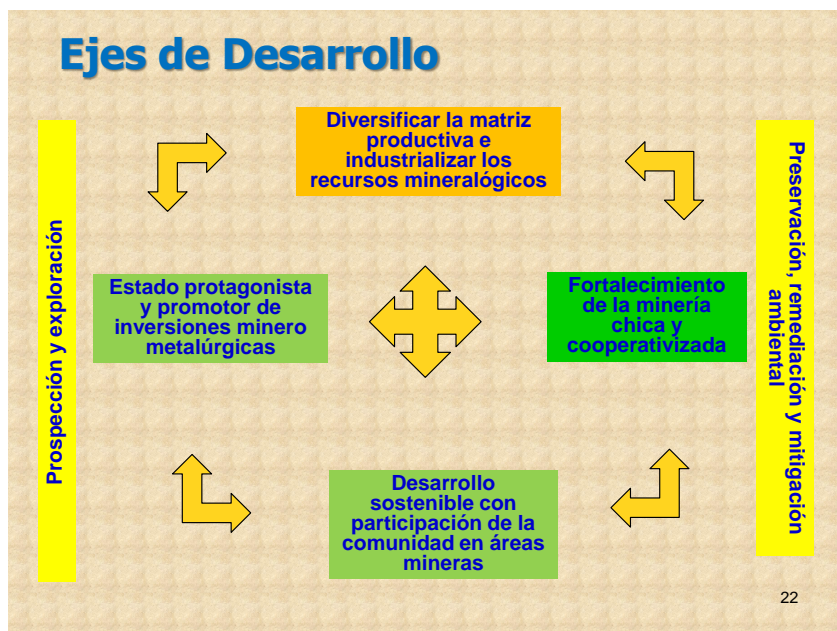 Ejes de Desarrollo
Diversificar la matriz
productiva e
industrializar los
recursos mineralógicos
Prospección y exploración
Estado protagonista
y promotor de
inversiones minero
metalúrgicas
Fortalecimiento
de la minería
chica y
cooperativizada
Preservación, remediación y mitigación
ambiental
Desarrollo
sostenible con
participación de la
comunidad en áreas
mineras
22